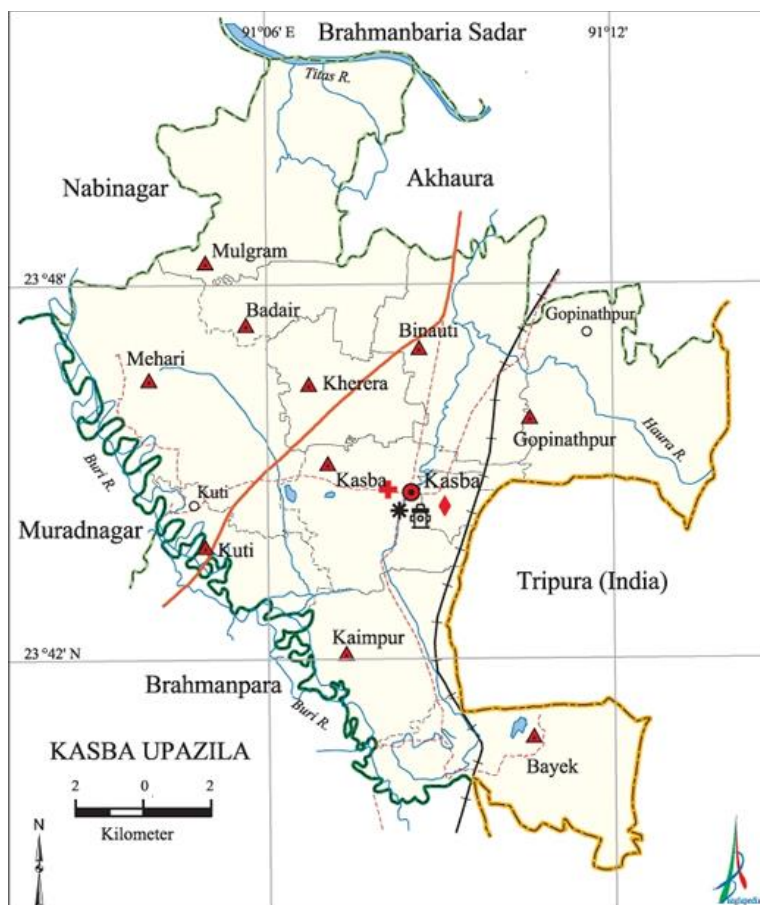 91°06' E
Brahmanbaria Sadar
91°12'
Titas R.
Nabinagar
Akhaura
Mulgram
23°48'
Badair
Gopinathpur
Binauti
Mehari
Kherera
Gopinathpur
Haura R.
Buri R.
Kasba
Kasba
Kuti
Muradnagar
Kuti
Tripura (India)
Kaimpur
23°42' N
Brahmanpara
Buri R.
KASBA UPAZILA
Bayek
2 0 2
Kilometer
N